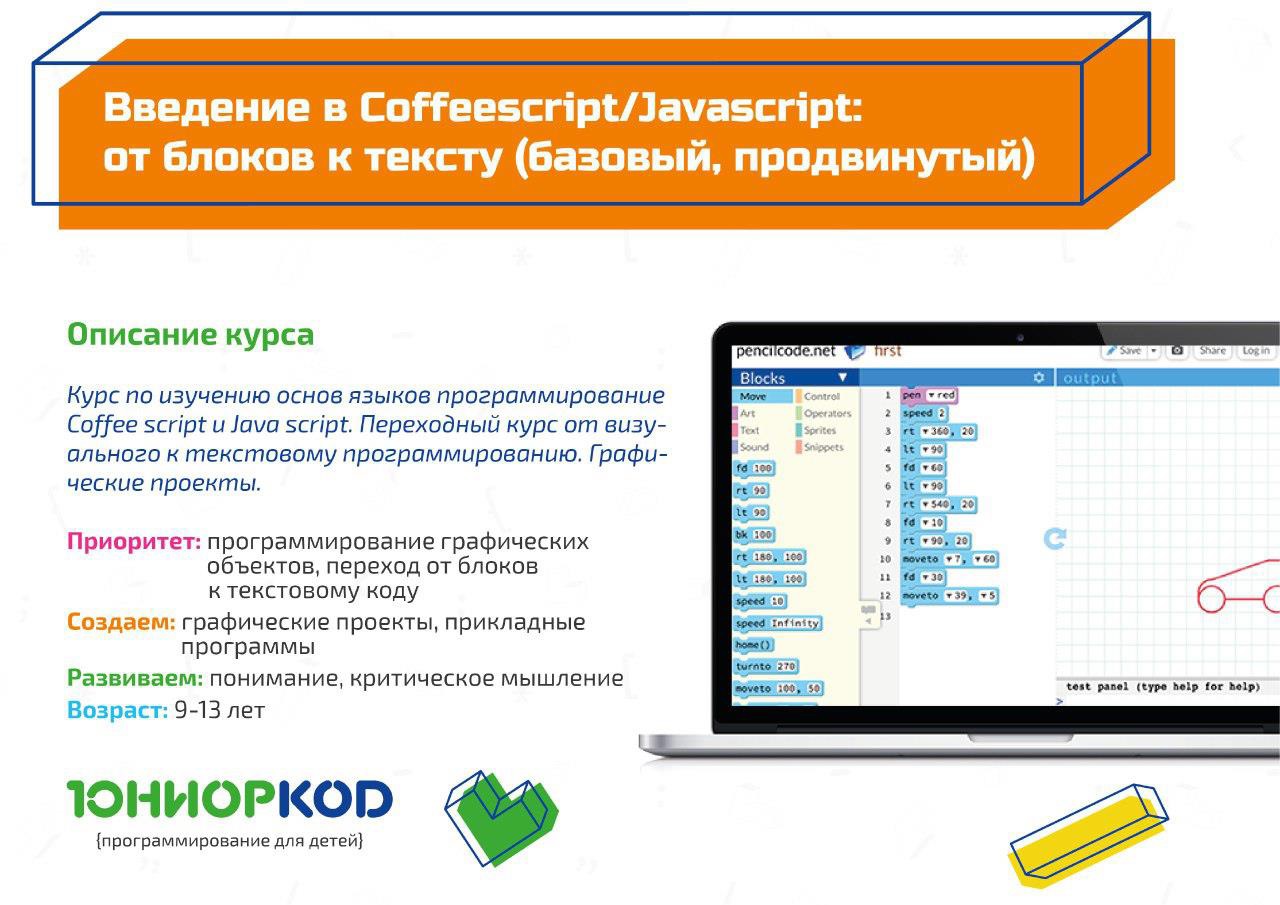 Введение в Coffeescript/Javascript:
от блоков к тексту (базовый, продвинутый)
Описание курса
Курс по изучению основ языков программирование
Coffee script и Java script. Переходный курс от визу-
ального к текстовому программированию. Графи-
ческие проекты.
Приоритет: программирование графических
объектов, переход от блоков
к текстовому коду
Создаем: графические проекты, прикладные
программы
Развиваем: понимание, критическое мышление
Возраст: 9-13 лет
ЮНИОРКОД
{программирование для детей}
pencilcode.net first
Save Share Log in
Blocks
output
Move Control
Art Operators
Text Sprites
Sound Snippets
fd 100
rt 90
lt 90
bk 100
rt 180, 100
lt 180, 100
speed 10
speed Infinity
home()
turnto 270
moveto 100, 50
1 pen red
2 speed 2
3 rt 360, 20
4 lt 90
5 fd 60
6 lt 90
7 rt 540, 20
8 fd 10
9 rt 90, 20
10 moveto 7, 60
11 fd 30
12 moveto 39, 5
13
test panel (type help for help)
>